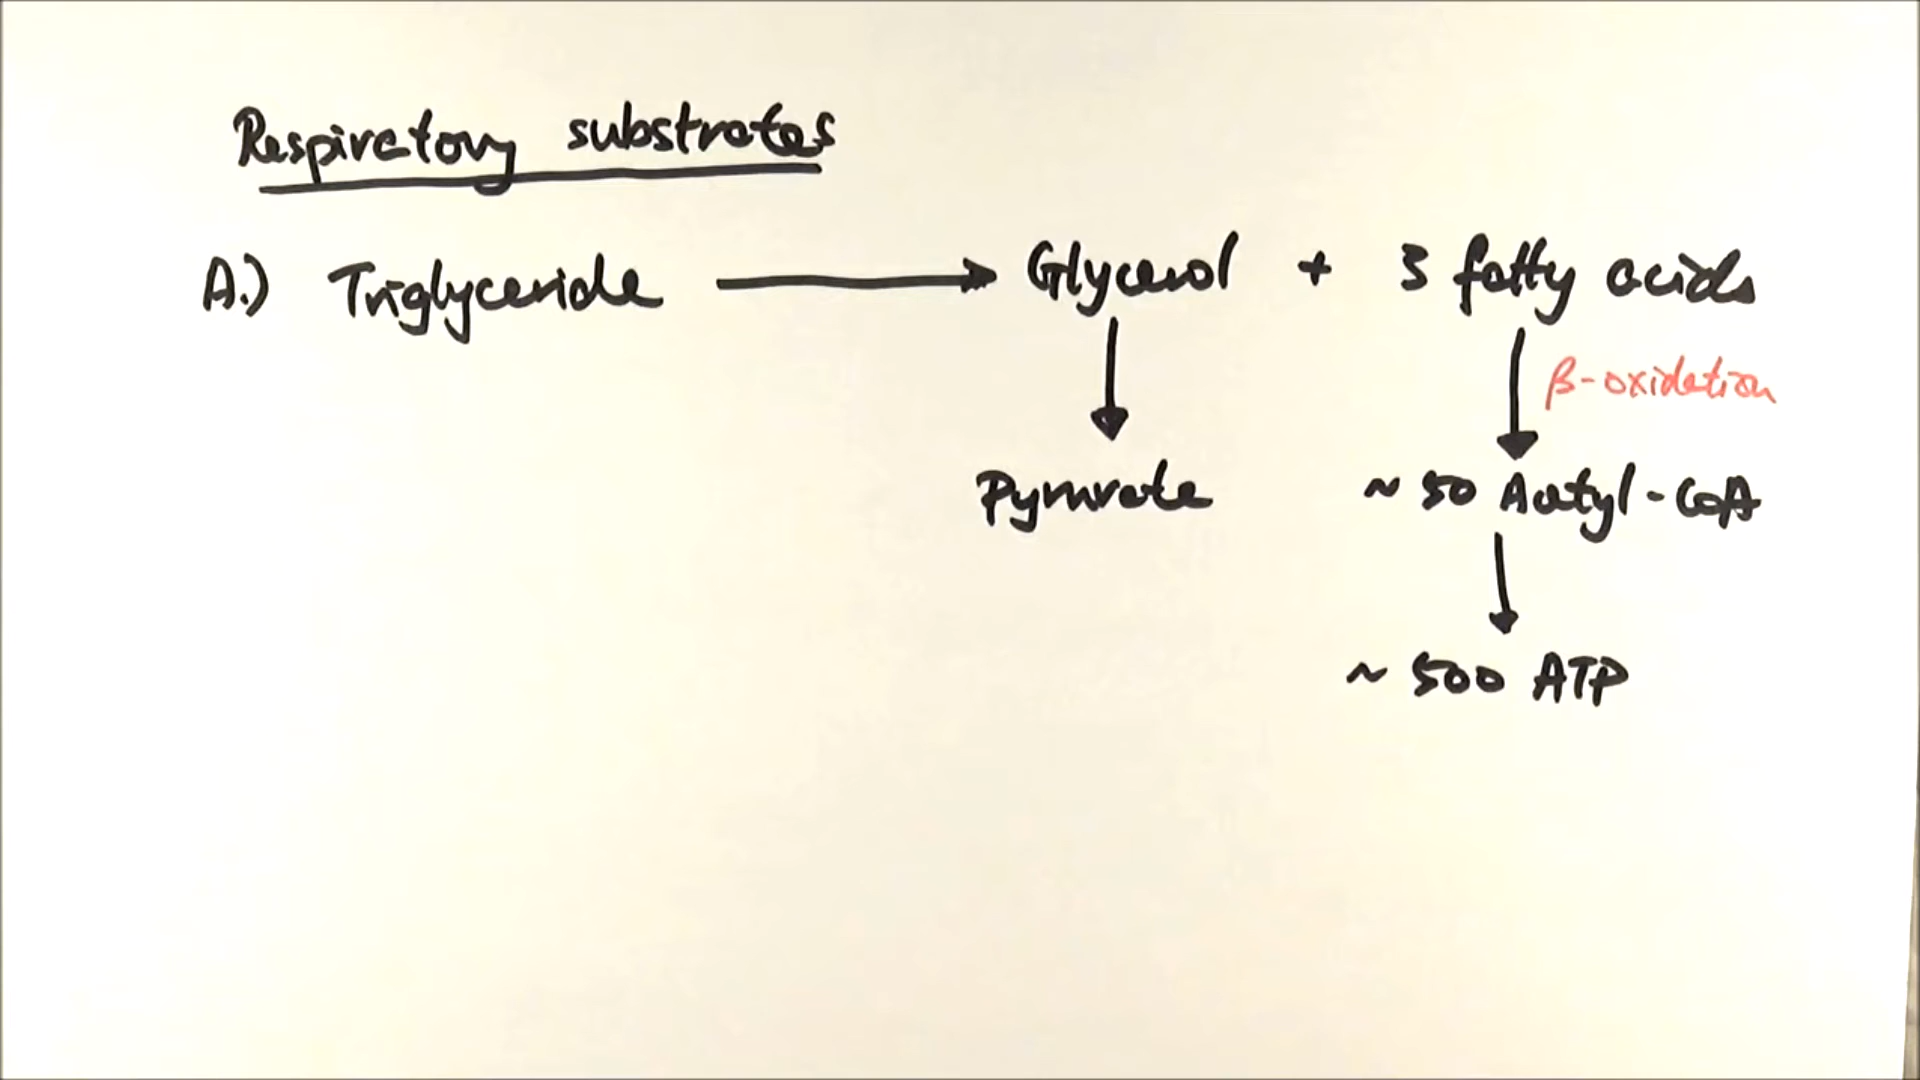 Respiratory substrates
A.) Triglyceride → Glycerol + 3 fatty acids
β-oxidation
Pyruvate ~ 50 Acetyl-CoA
~ 500 ATP